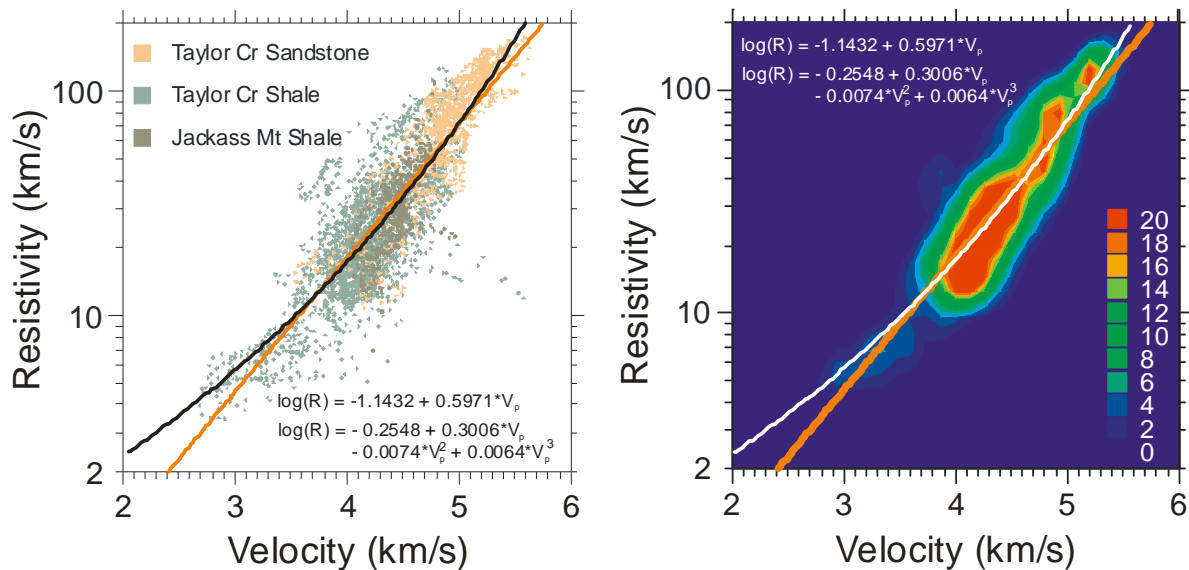 Taylor Cr Sandstone
Taylor Cr Shale
Jackass Mt Shale
log(R) = -1.1432 + 0.5971*Vp
log(R) = - 0.2548 + 0.3006*Vp
- 0.0074*Vp² + 0.0064*Vp³
100
10
2
2 3 4 5 6
Resistivity (km/s)
Velocity (km/s)
log(R) = -1.1432 + 0.5971*Vp
log(R) = - 0.2548 + 0.3006*Vp
- 0.0074*Vp² + 0.0064*Vp³
100
10
2
2 3 4 5 6
Resistivity (km/s)
Velocity (km/s)
20
18
16
14
12
10
8
6
4
2
0